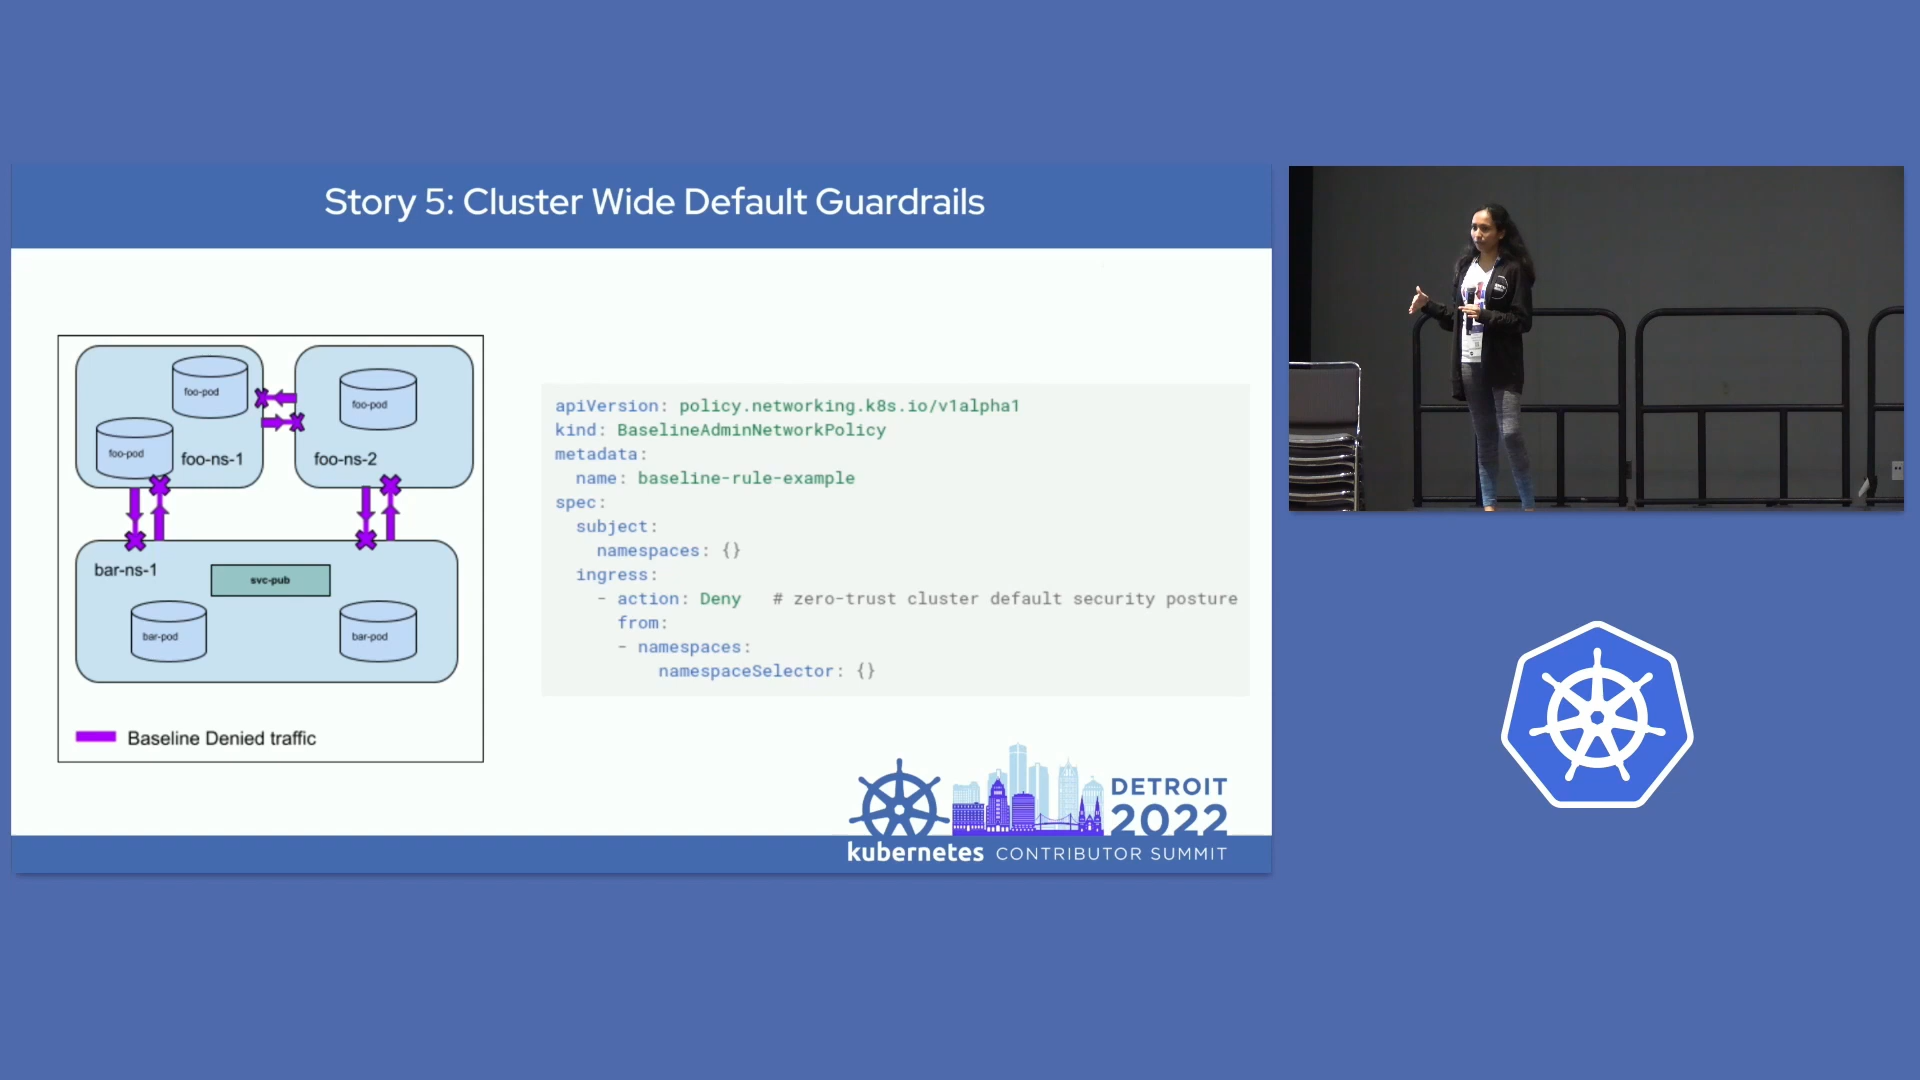 Story 5: Cluster Wide Default Guardrails
foo-pod
foo-pod
foo-ns-1
foo-pod
foo-ns-2
bar-ns-1
svc-pub
bar-pod
bar-pod
Baseline Denied traffic
apiVersion: policy.networking.k8s.io/v1alpha1
kind: BaselineAdminNetworkPolicy
metadata:
  name: baseline-rule-example
spec:
  subject:
    namespaces: {}
  ingress:
    - action: Deny   # zero-trust cluster default security posture
      from:
      - namespaces:
          namespaceSelector: {}
DETROIT
2022
kubernetes CONTRIBUTOR SUMMIT